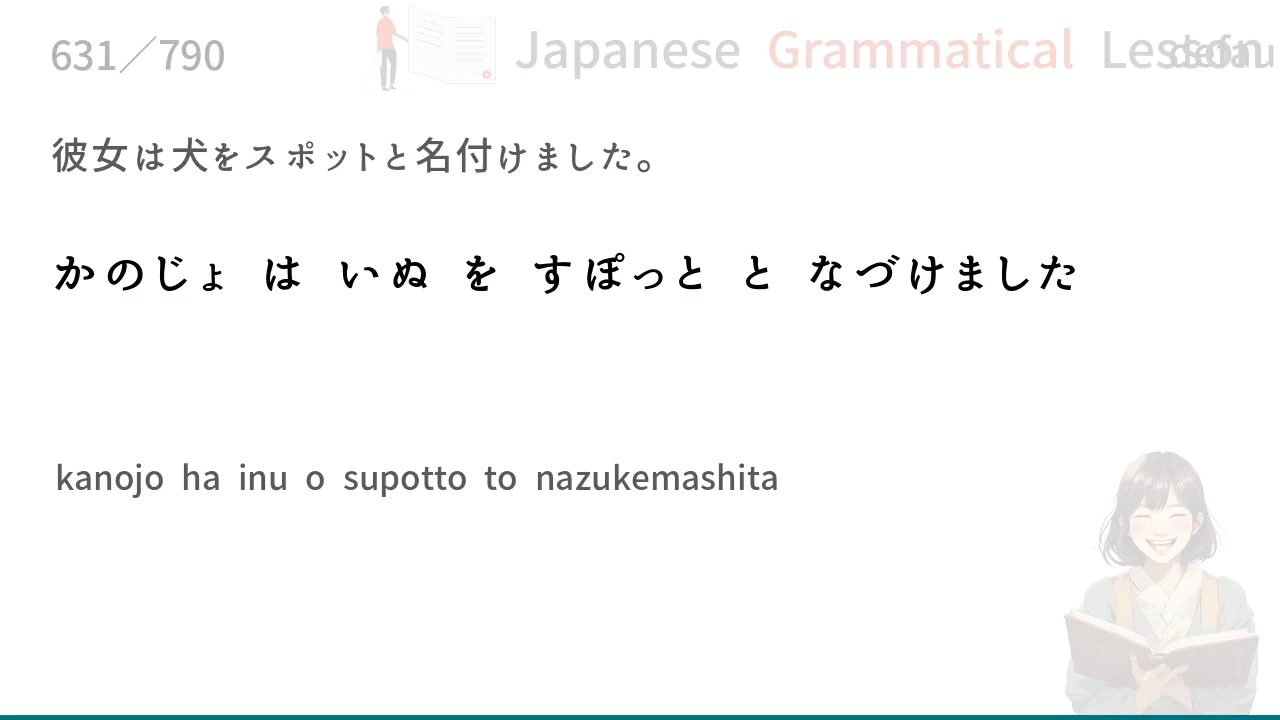 631／790
Japanese Grammatical Lesson
defau
彼女は犬をスポットと名付けました。
かのじょ は いぬ を すぽっと と なづけました
kanojo ha inu o supotto to nazukemashita